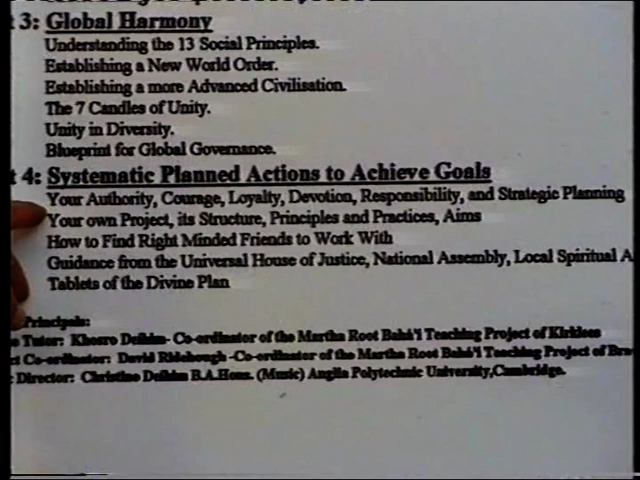 t 3: Global Harmony
Understanding the 13 Social Principles.
Establishing a New World Order.
Establishing a more Advanced Civilisation.
The 7 Candles of Unity.
Unity in Diversity.
Blueprint for Global Governance.
t 4: Systematic Planned Actions to Achieve Goals
Your Authority, Courage, Loyalty, Devotion, Responsibility, and Strategic Planning
Your own Project, its Structure, Principles and Practices, Aims
How to Find Right Minded Friends to Work With
Guidance from the Universal House of Justice, National Assembly, Local Spiritual A
Tablets of the Divine Plan
Principals:
Tutor: Khosro Deihim- Co-ordinator of the Martha Root Bahá'í Teaching Project of Kirklees
ct Co-ordinator: David -Co-ordinator of the Martha Root Bahá'í Teaching Project of
Director: Christine Deihim B.A.Hons. (Music) Anglia Polytechnic University,Cambridge.